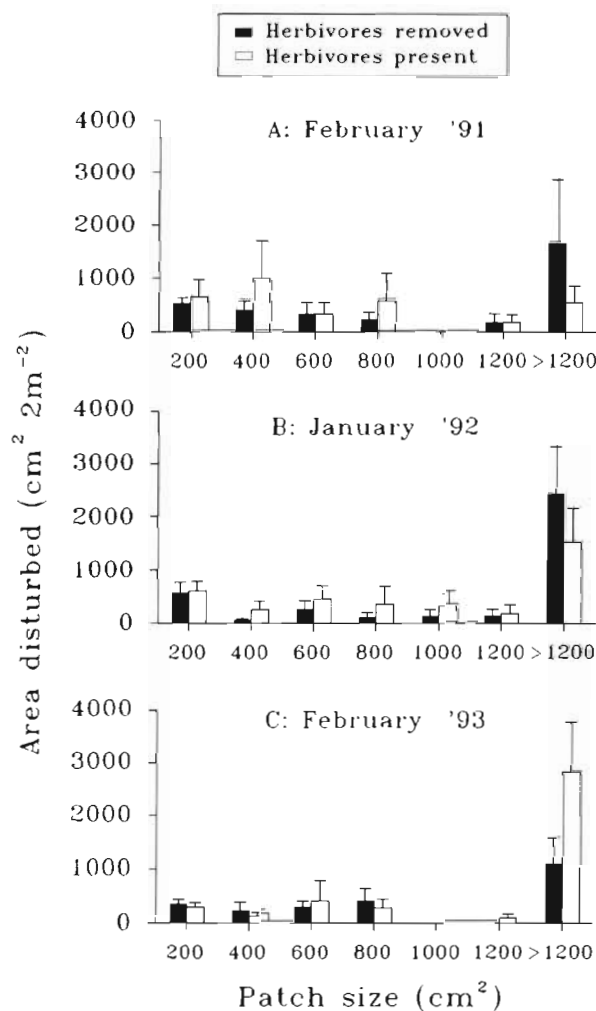 Herbivores removed
Herbivores present
A: February '91
4000
3000
2000
1000
0
200 400 600 800 1000 1200 >1200
B: January '92
4000
3000
2000
1000
0
200 400 600 800 1000 1200 >1200
C: February '93
4000
3000
2000
1000
0
200 400 600 800 1000 1200 >1200
Area disturbed (cm² 2m⁻²)
Patch size (cm²)